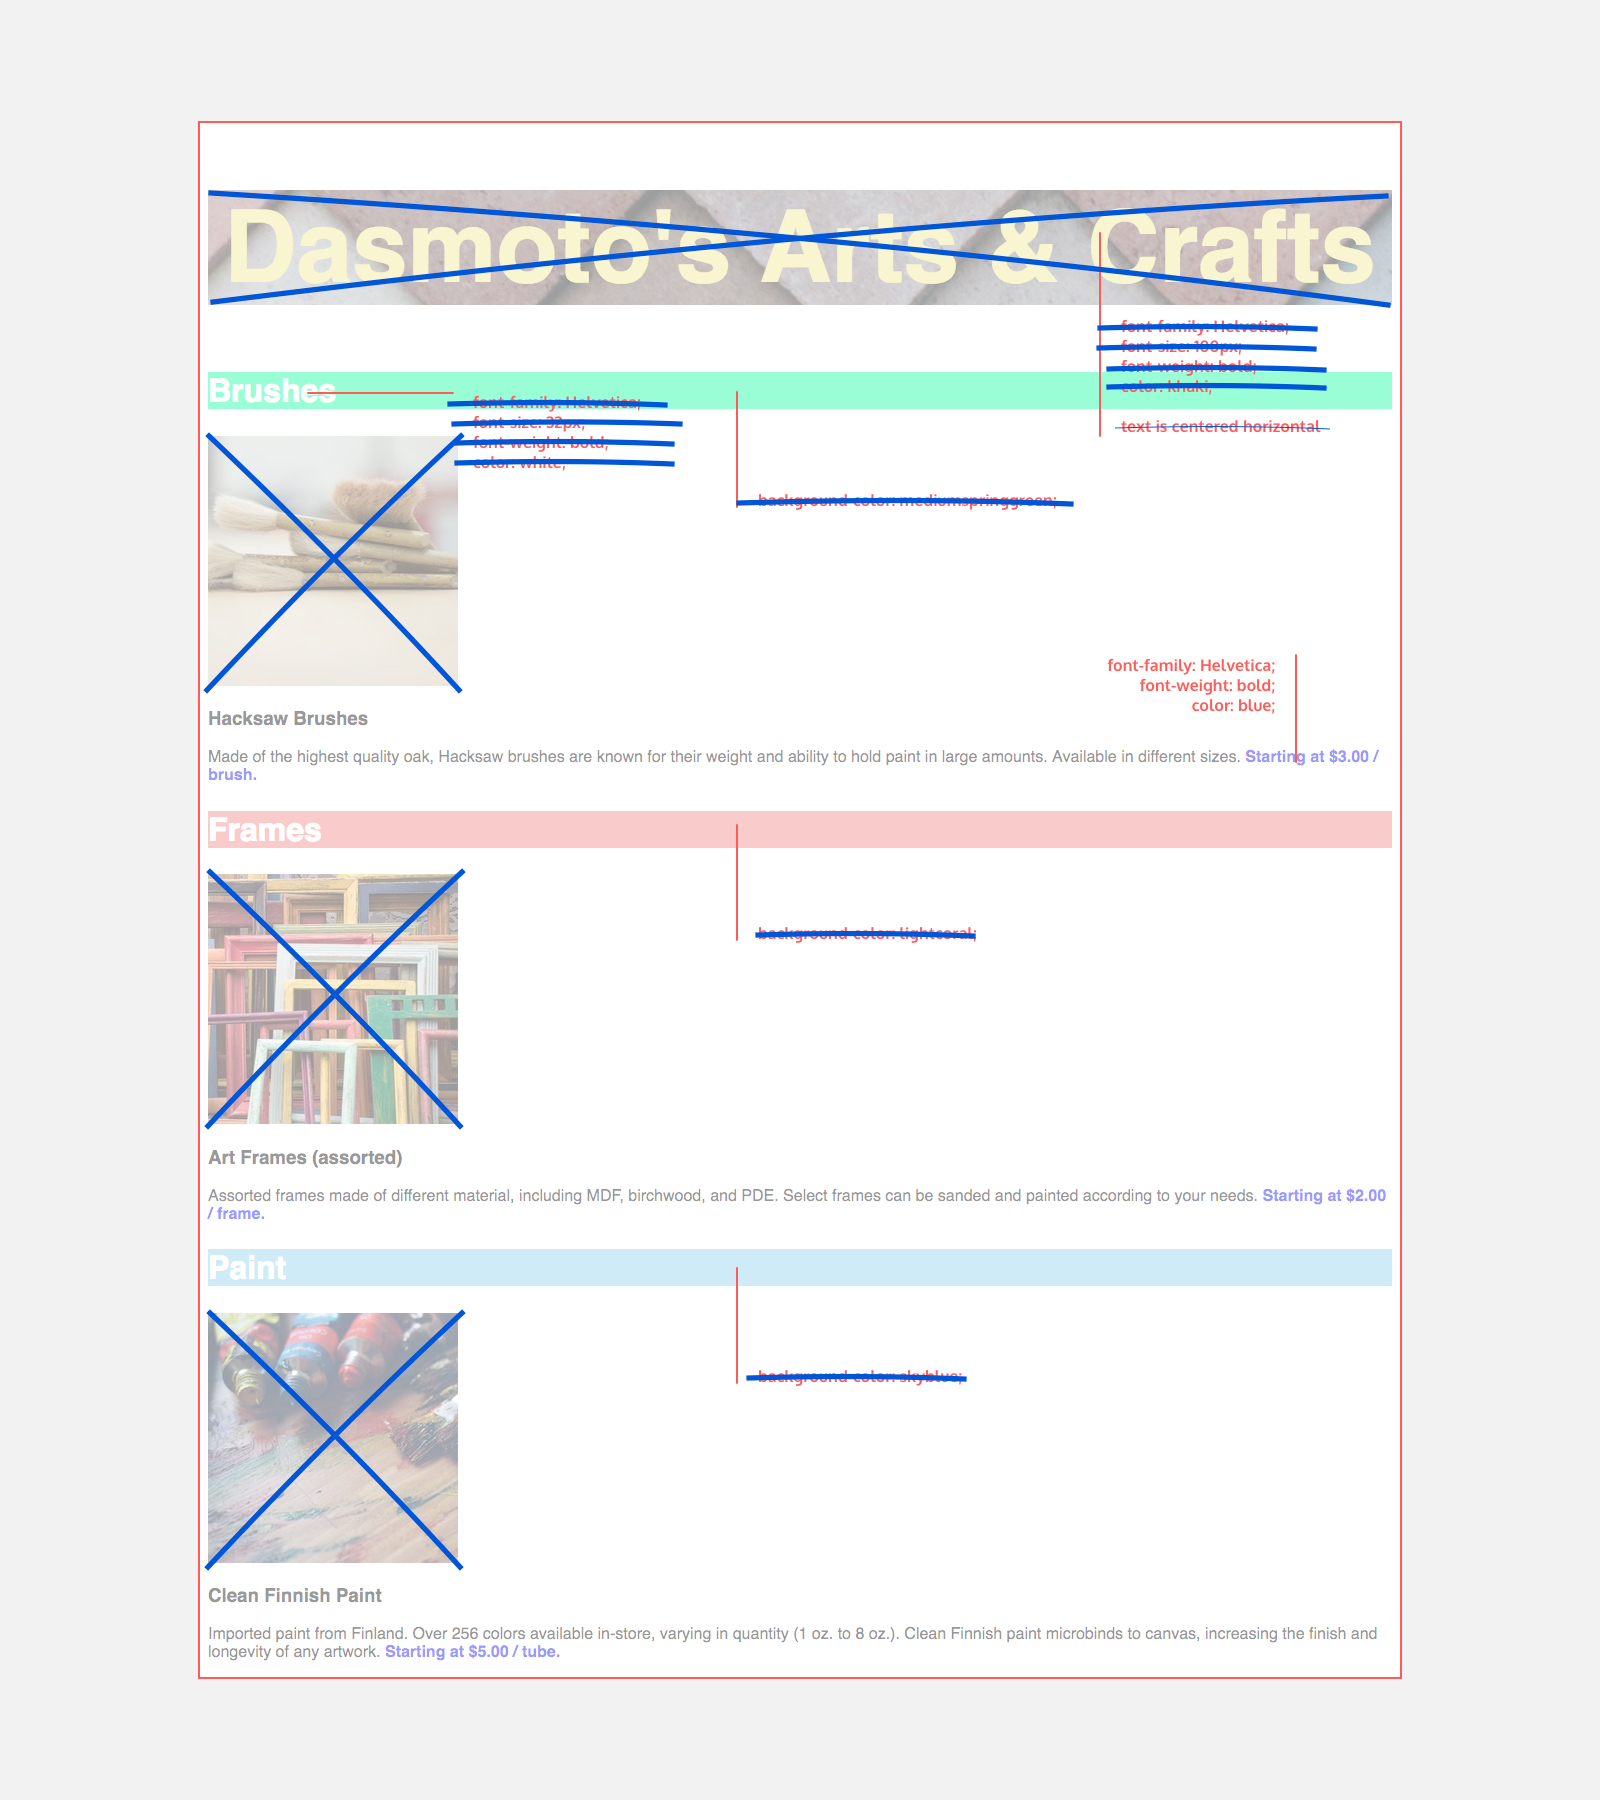 Dasmoto's Arts & Crafts
font-family: Helvetica;
font-size: 100px;
font-weight: bold;
color: khaki;
text is centered horizontal
Brushes
font-family: Helvetica;
font-size: 32px;
font-weight: bold;
color: white;
background-color: mediumspringgreen;
font-family: Helvetica;
font-weight: bold;
color: blue;
Hacksaw Brushes
Made of the highest quality oak, Hacksaw brushes are known for their weight and ability to hold paint in large amounts. Available in different sizes. Starting at $3.00 /
brush.
Frames
background-color: lightcoral;
Art Frames (assorted)
Assorted frames made of different material, including MDF, birchwood, and PDE. Select frames can be sanded and painted according to your needs. Starting at $2.00
/ frame.
Paint
background-color: skyblue;
Clean Finnish Paint
Imported paint from Finland. Over 256 colors available in-store, varying in quantity (1 oz. to 8 oz.). Clean Finnish paint microbinds to canvas, increasing the finish and
longevity of any artwork. Starting at $5.00 / tube.